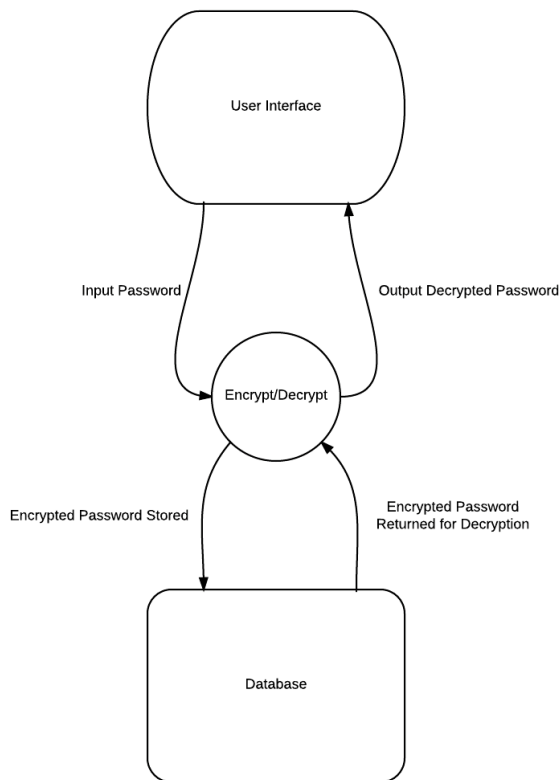 User Interface
Input Password
Output Decrypted Password
Encrypt/Decrypt
Encrypted Password Stored
Encrypted Password
Returned for Decryption
Database